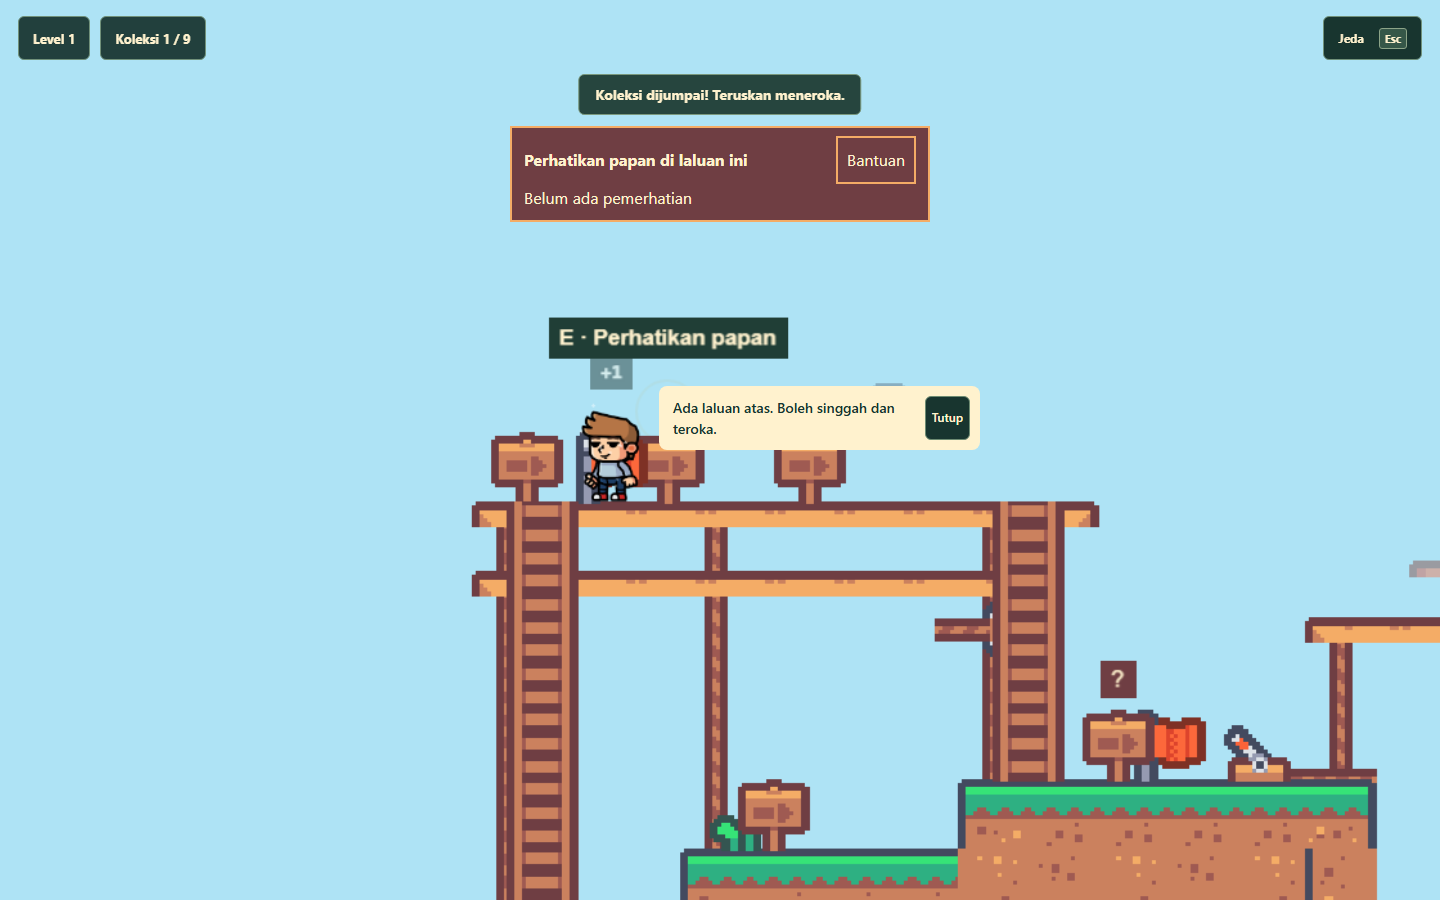 Level 1
Koleksi 1 / 9
Jeda Esc
Koleksi dijumpai! Teruskan meneroka.
Perhatikan papan di laluan ini
Bantuan
Belum ada pemerhatian
E · Perhatikan papan
+1
Ada laluan atas. Boleh singgah dan
teroka.
Tutup
?